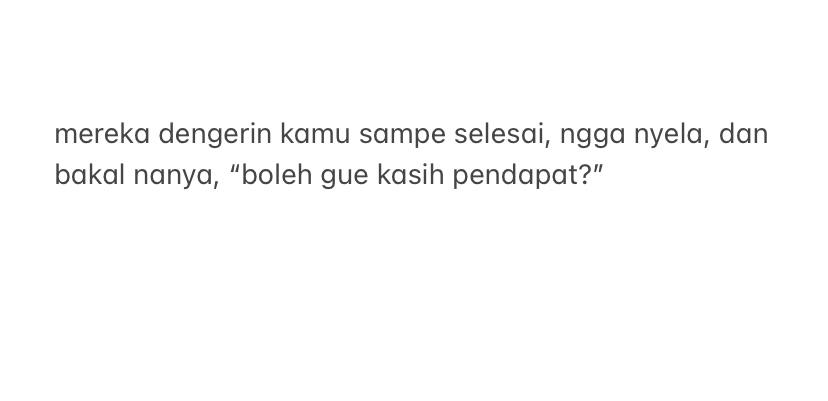 mereka dengerin kamu sampe selesai, ngga nyela, dan
bakal nanya, “boleh gue kasih pendapat?”